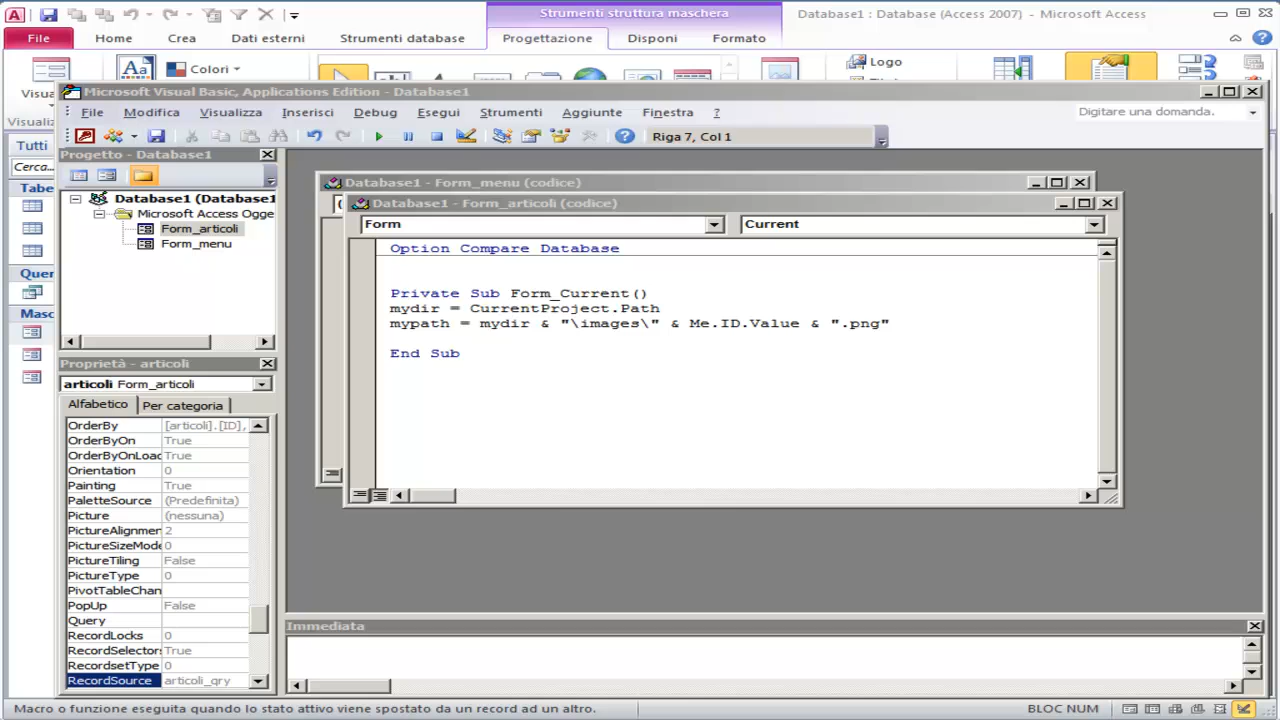 Strumenti struttura maschera
Database1 : Database (Access 2007) - Microsoft Access
File Home Crea Dati esterni Strumenti database Progettazione Disponi Formato
Colori
Logo
Microsoft Visual Basic, Applications Edition - Database1
File Modifica Visualizza Inserisci Debug Esegui Strumenti Aggiunte Finestra ?
Digitare una domanda.
Riga 7, Col 1
Tutti
Cerca...
Tabe
Quer
Masc
Progetto - Database1
Database1 (Database1
Microsoft Access Ogge
Form_articoli
Form_menu
Proprietà - articoli
articoli Form_articoli
Alfabetico Per categoria
OrderBy [articoli].[ID],
OrderByOn True
OrderByOnLoad True
Orientation 0
Painting True
PaletteSource (Predefinita)
Picture (nessuna)
PictureAlignmen 2
PictureSizeMode 0
PictureTiling False
PictureType 0
PivotTableChan
PopUp False
Query
RecordLocks 0
RecordSelectors True
RecordsetType 0
RecordSource articoli_qry
Database1 - Form_menu (codice)
Database1 - Form_articoli (codice)
Form Current
Option Compare Database
Private Sub Form_Current()
mydir = CurrentProject.Path
mypath = mydir & "\images\" & Me.ID.Value & ".png"
End Sub
Immediata
Macro o funzione eseguita quando lo stato attivo viene spostato da un record ad un altro.
BLOC NUM